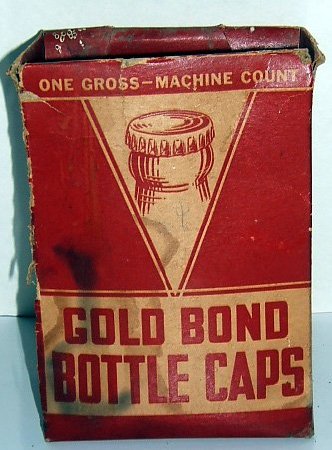 ONE GROSS—MACHINE COUNT
GOLD BOND
BOTTLE CAPS